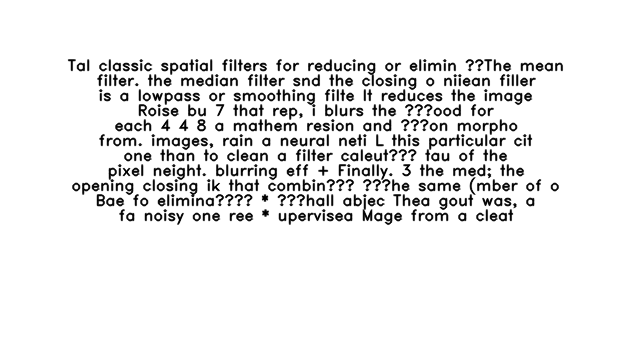 Tal classic spatial filters for reducing or elimin ??The mean
filter. the median filter snd the closing o niiean filler
is a lowpass or smoothing filte It reduces the image
Roise bu 7 that rep, i blurs the ???ood for
each 4 4 8 a mathem resion and ???on morpho
from. images, rain a neural neti L this particular cit
one than to clean a filter caleut??? tau of the
pixel neight. blurring eff + Finally. 3 the med; the
opening closing ik that combin??? ???he same (mber of o
Bae fo elimina???? * ???hall abjec Thea gout was, a
fa noisy one ree * upervisea Mage from a cleat